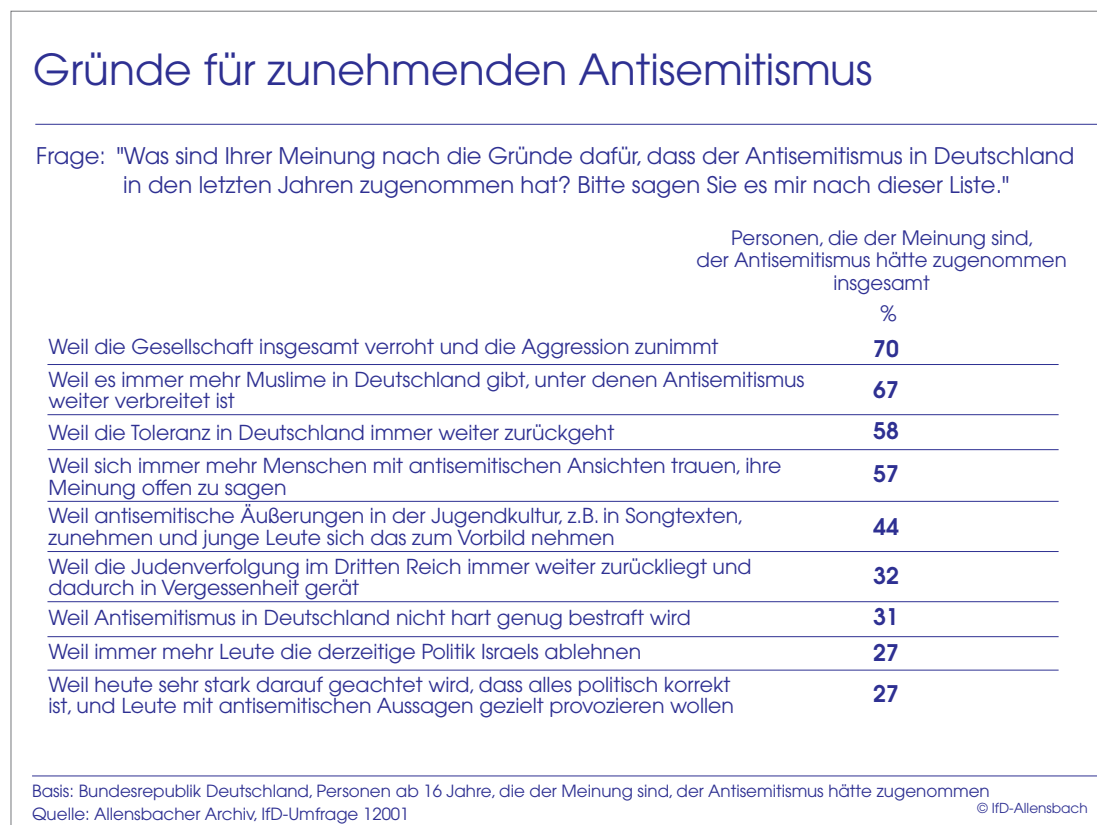 Gründe für zunehmenden Antisemitismus
Frage: "Was sind Ihrer Meinung nach die Gründe dafür, dass der Antisemitismus in Deutschland
in den letzten Jahren zugenommen hat? Bitte sagen Sie es mir nach dieser Liste."
Personen, die der Meinung sind,
der Antisemitismus hätte zugenommen
insgesamt
%
Weil die Gesellschaft insgesamt verroht und die Aggression zunimmt 70
Weil es immer mehr Muslime in Deutschland gibt, unter denen Antisemitismus
weiter verbreitet ist 67
Weil die Toleranz in Deutschland immer weiter zurückgeht 58
Weil sich immer mehr Menschen mit antisemitischen Ansichten trauen, ihre
Meinung offen zu sagen 57
Weil antisemitische Äußerungen in der Jugendkultur, z.B. in Songtexten,
zunehmen und junge Leute sich das zum Vorbild nehmen 44
Weil die Judenverfolgung im Dritten Reich immer weiter zurückliegt und
dadurch in Vergessenheit gerät 32
Weil Antisemitismus in Deutschland nicht hart genug bestraft wird 31
Weil immer mehr Leute die derzeitige Politik Israels ablehnen 27
Weil heute sehr stark darauf geachtet wird, dass alles politisch korrekt
ist, und Leute mit antisemitischen Aussagen gezielt provozieren wollen 27
Basis: Bundesrepublik Deutschland, Personen ab 16 Jahre, die der Meinung sind, der Antisemitismus hätte zugenommen
Quelle: Allensbacher Archiv, IfD-Umfrage 12001
© IfD-Allensbach